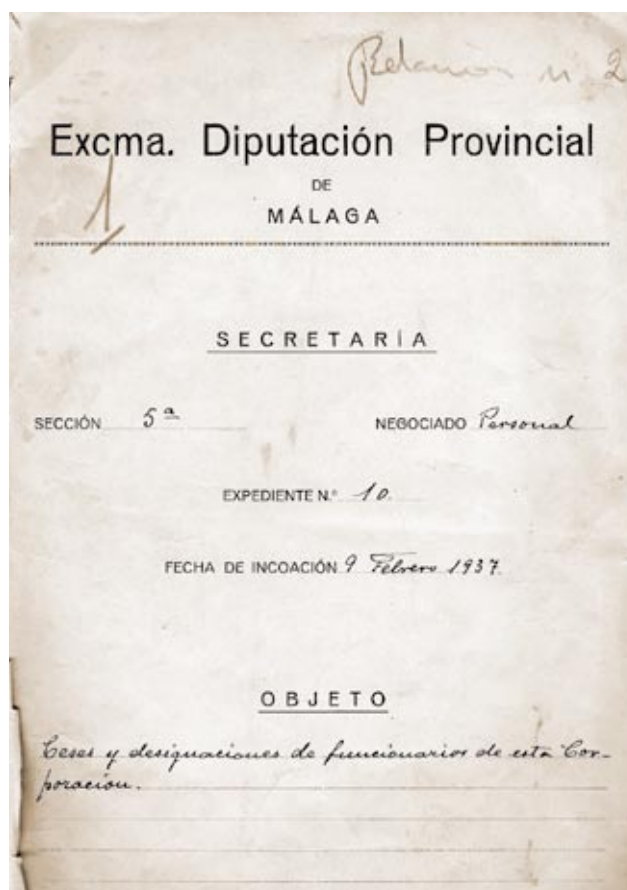 Relación n 2
Excma. Diputación Provincial
1
DE
MÁLAGA
SECRETARÍA
SECCIÓN 5ª NEGOCIADO Personal
EXPEDIENTE N.º 10.
FECHA DE INCOACIÓN 9 Febrero 1937.
OBJETO
Ceses y designaciones de funcionarios de esta Cor-
poración.